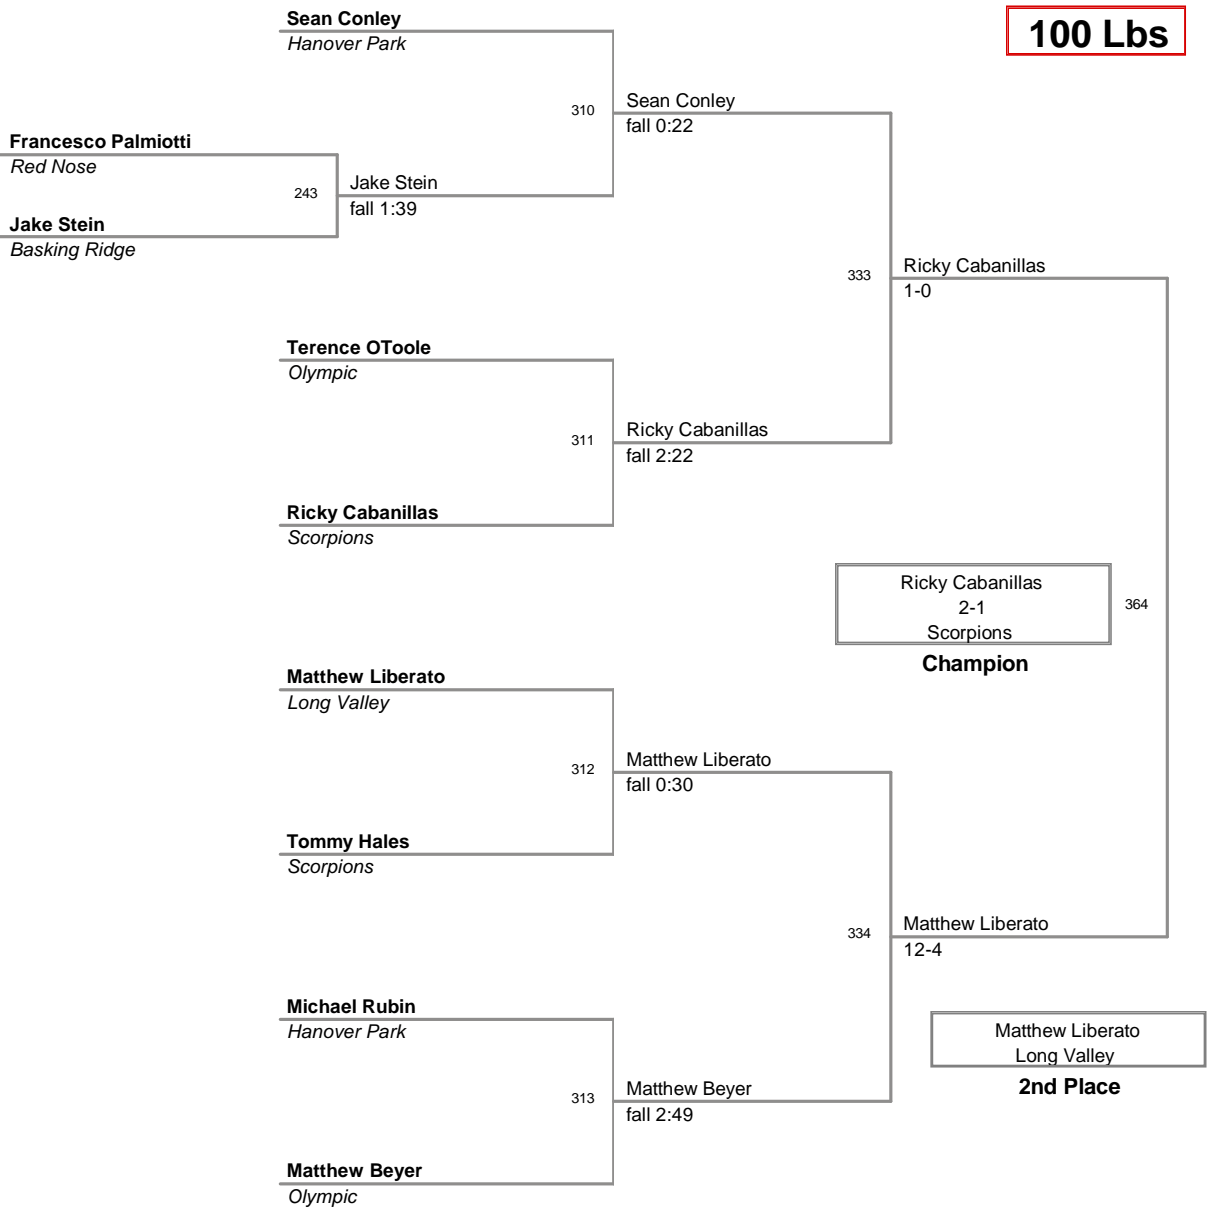 Sean Conley
Hanover Park
100 Lbs
310
Sean Conley
fall 0:22
Francesco Palmiotti
Red Nose
243
Jake Stein
fall 1:39
Jake Stein
Basking Ridge
333
Ricky Cabanillas
1-0
Terence OToole
Olympic
311
Ricky Cabanillas
fall 2:22
Ricky Cabanillas
Scorpions
Ricky Cabanillas
2-1
Scorpions
Champion
364
Matthew Liberato
Long Valley
312
Matthew Liberato
fall 0:30
Tommy Hales
Scorpions
334
Matthew Liberato
12-4
Michael Rubin
Hanover Park
Matthew Liberato
Long Valley
2nd Place
313
Matthew Beyer
fall 2:49
Matthew Beyer
Olympic